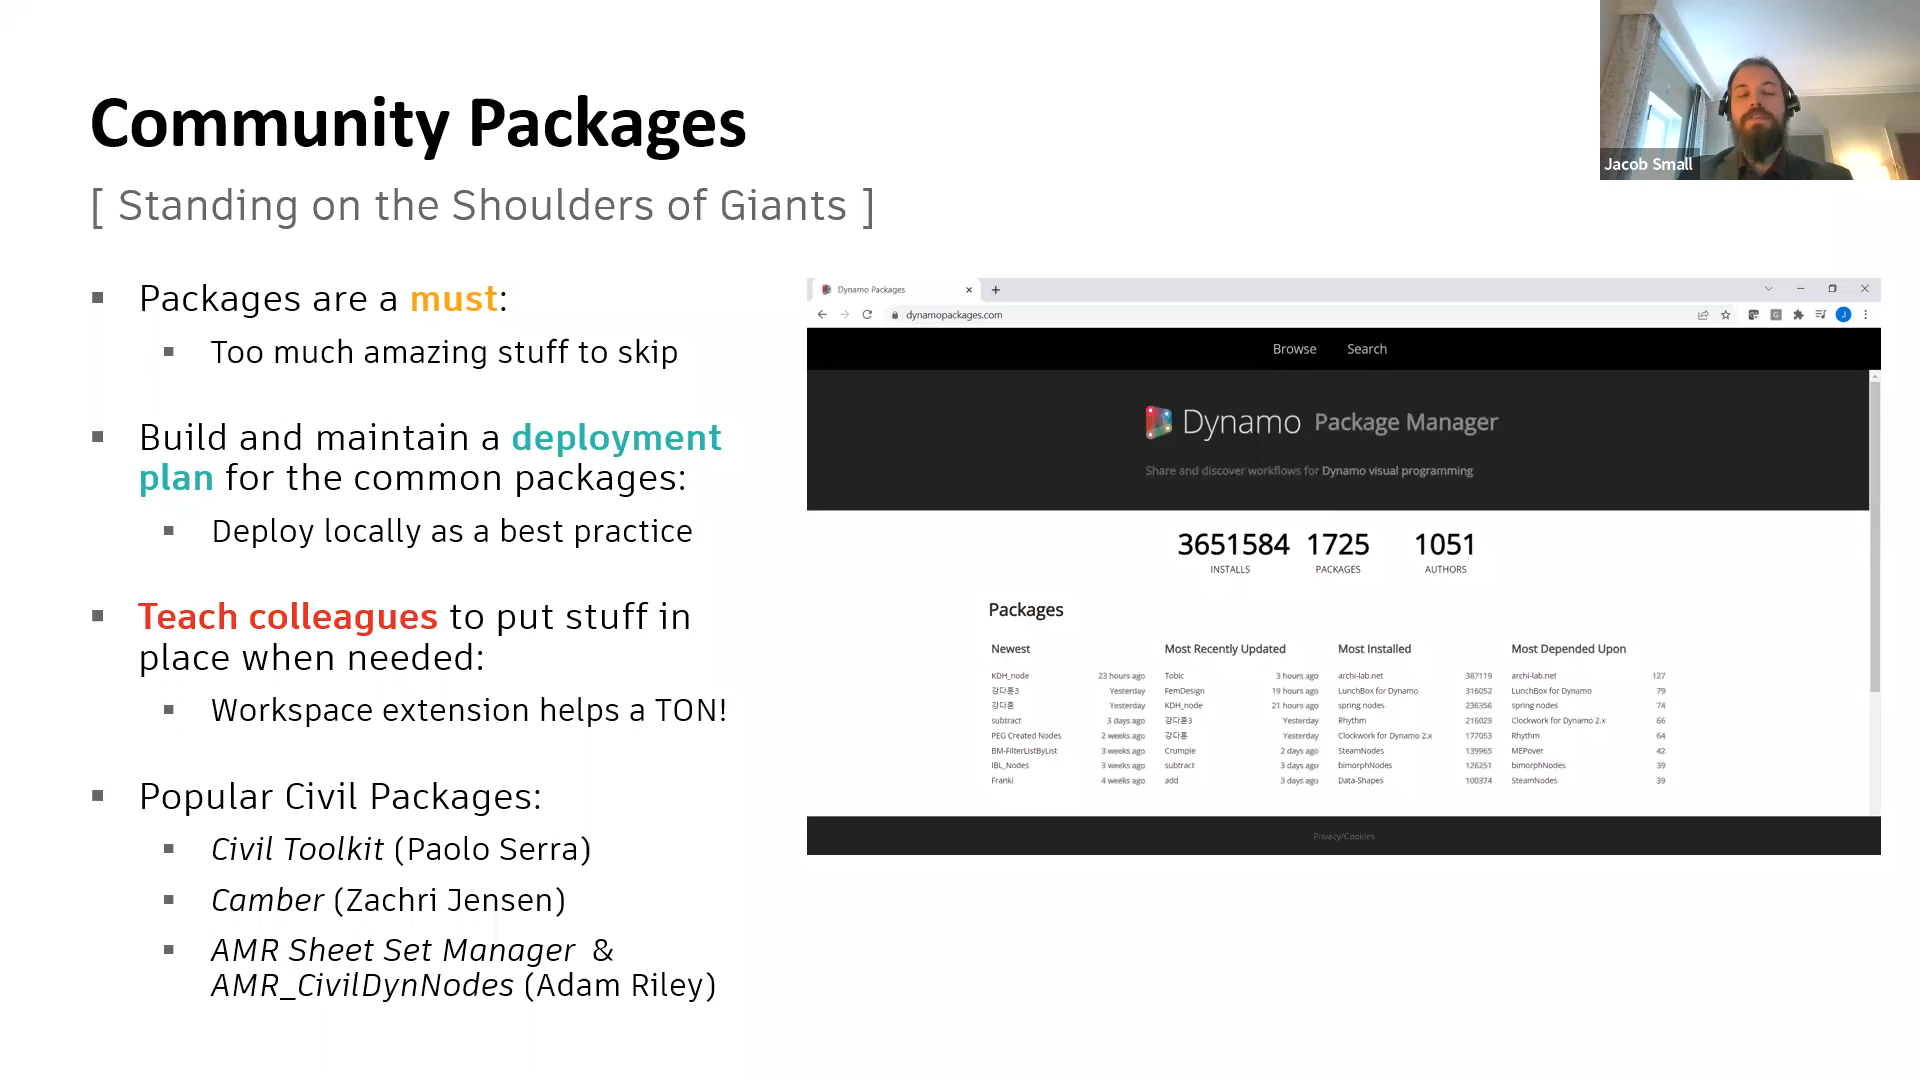 Community Packages
[ Standing on the Shoulders of Giants ]
Packages are a must:
Too much amazing stuff to skip
Build and maintain a deployment
plan for the common packages:
Deploy locally as a best practice
Teach colleagues to put stuff in
place when needed:
Workspace extension helps a TON!
Popular Civil Packages:
Civil Toolkit (Paolo Serra)
Camber (Zachri Jensen)
AMR Sheet Set Manager &
AMR_CivilDynNodes (Adam Riley)
Jacob Small
Dynamo Packages
dynamopackages.com
J
Browse Search
Dynamo Package Manager
Share and discover workflows for Dynamo visual programming
3651584 1725 1051
INSTALLS PACKAGES AUTHORS
Packages
Newest Most Recently Updated Most Installed Most Depended Upon
KDH_node 23 hours ago Tobic 3 hours ago archi-lab.net 387119 archi-lab.net 127
강다훈3 Yesterday FemDesign 19 hours ago LunchBox for Dynamo 316052 LunchBox for Dynamo 79
강다훈 Yesterday KDH_node 21 hours ago spring nodes 236356 spring nodes 74
subtract 3 days ago 강다훈3 Yesterday Rhythm 216029 Clockwork for Dynamo 2.x 66
PEG Created Nodes 2 weeks ago 강다훈 Yesterday Clockwork for Dynamo 2.x 177053 Rhythm 64
BM-FilterListByList 3 weeks ago Crumple 2 days ago SteamNodes 139965 MEPover 42
IBL_Nodes 3 weeks ago subtract 3 days ago bimorphNodes 126251 bimorphNodes 39
Franki 4 weeks ago add 3 days ago Data-Shapes 100374 SteamNodes 39
Privacy/Cookies